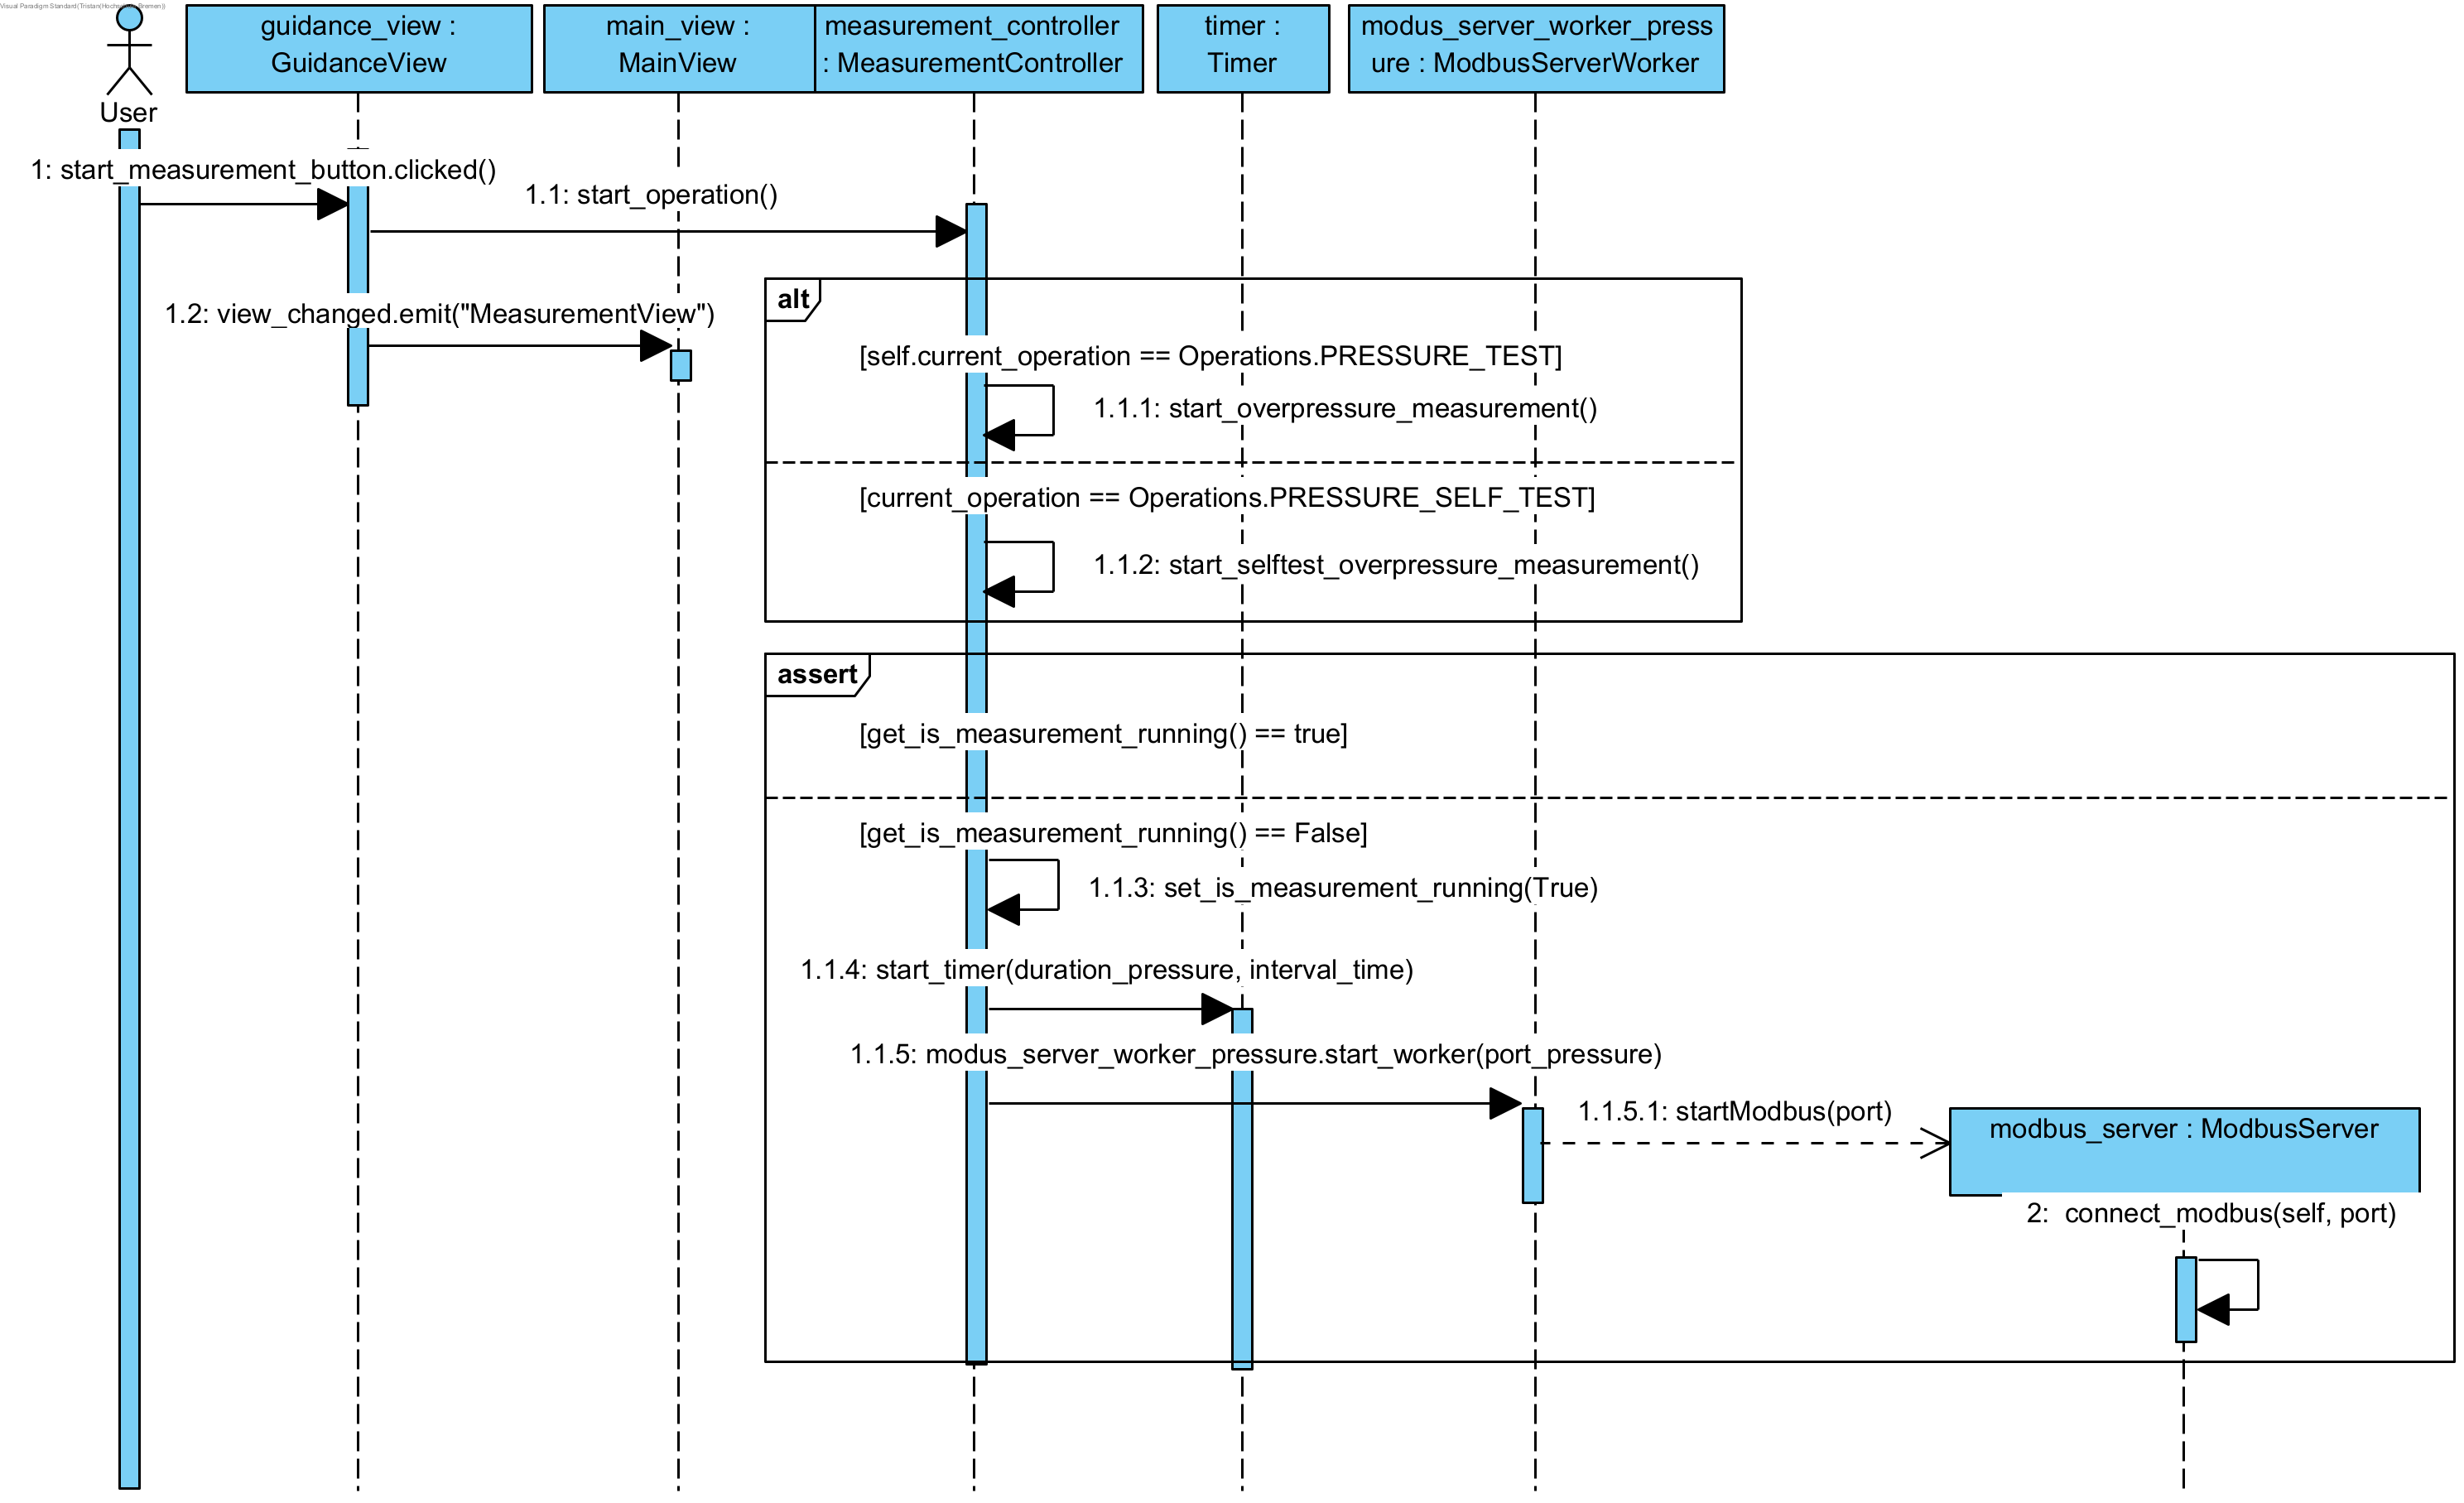 Visual Paradigm Standard(Tristan(Hochschule Bremen))
User
guidance_view :
GuidanceView
main_view :
MainView
measurement_controller
: MeasurementController
timer :
Timer
modus_server_worker_press
ure : ModbusServerWorker
1: start_measurement_button.clicked()
1.1: start_operation()
1.2: view_changed.emit("MeasurementView")
alt
[self.current_operation == Operations.PRESSURE_TEST]
1.1.1: start_overpressure_measurement()
[current_operation == Operations.PRESSURE_SELF_TEST]
1.1.2: start_selftest_overpressure_measurement()
assert
[get_is_measurement_running() == true]
[get_is_measurement_running() == False]
1.1.3: set_is_measurement_running(True)
1.1.4: start_timer(duration_pressure, interval_time)
1.1.5: modus_server_worker_pressure.start_worker(port_pressure)
1.1.5.1: startModbus(port)
modbus_server : ModbusServer
2:  connect_modbus(self, port)